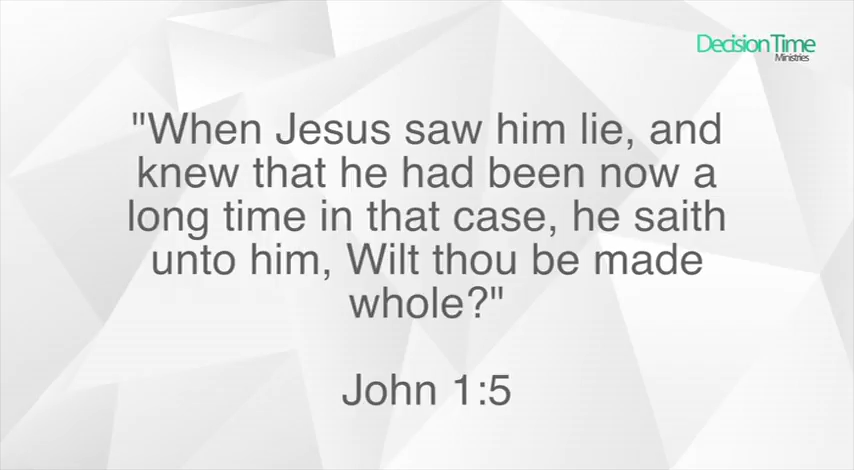 DecisionTime
Ministries
"When Jesus saw him lie, and
knew that he had been now a
long time in that case, he saith
unto him, Wilt thou be made
whole?"
John 1:5